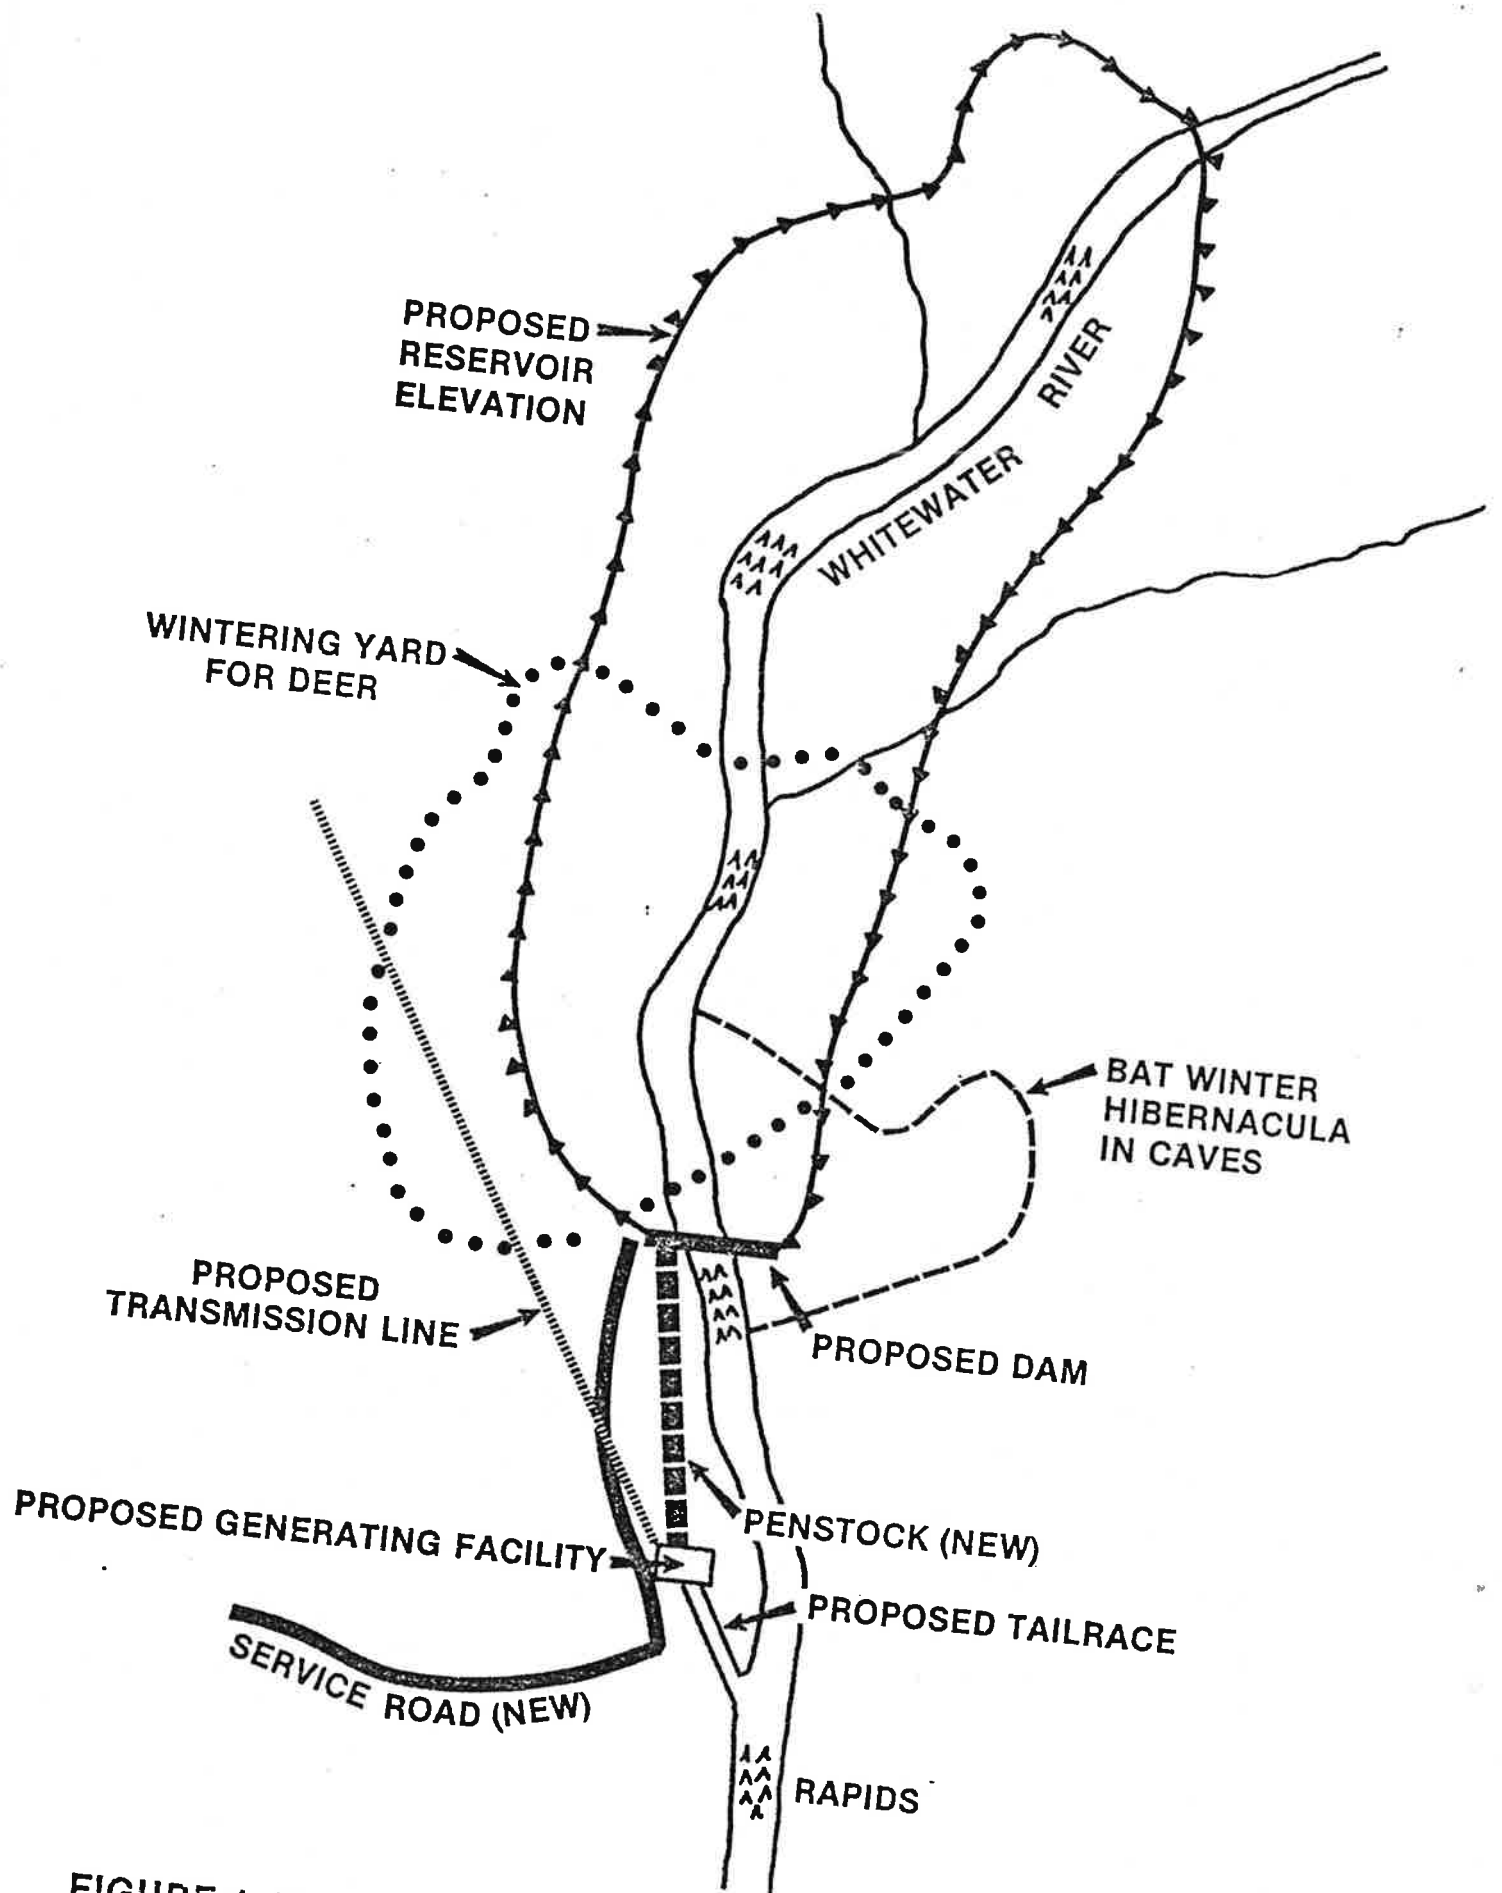 PROPOSED
RESERVOIR
ELEVATION
WHITEWATER RIVER
WINTERING YARD
FOR DEER
BAT WINTER
HIBERNACULA
IN CAVES
PROPOSED
TRANSMISSION LINE
PROPOSED DAM
PROPOSED GENERATING FACILITY
PENSTOCK (NEW)
PROPOSED TAILRACE
SERVICE ROAD (NEW)
RAPIDS
FIGURE